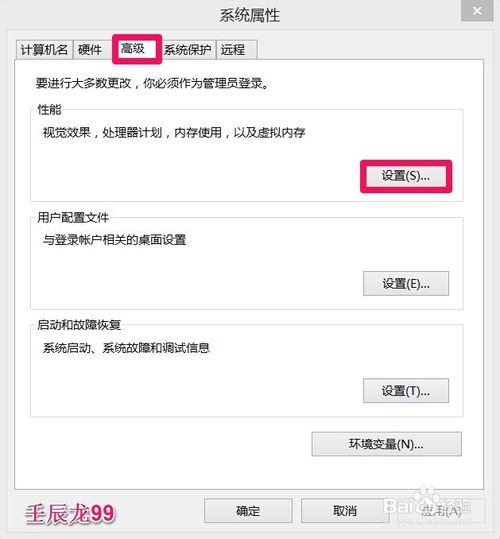 系统属性
计算机名 硬件 高级 系统保护 远程
要进行大多数更改，你必须作为管理员登录。
性能
视觉效果，处理器计划，内存使用，以及虚拟内存
设置(S)...
用户配置文件
与登录帐户相关的桌面设置
设置(E)...
启动和故障恢复
系统启动、系统故障和调试信息
设置(T)...
环境变量(N)...
壬辰龙99
确定 取消 应用(A)
Baidu 经验